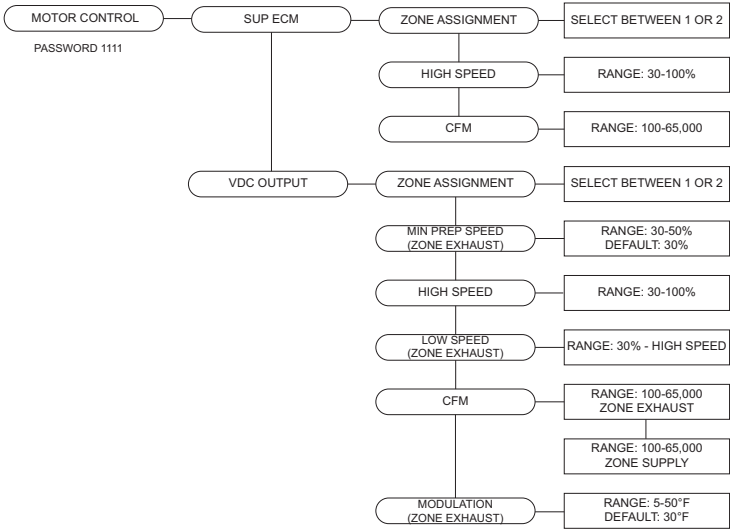 MOTOR CONTROL
PASSWORD 1111
SUP ECM
ZONE ASSIGNMENT
SELECT BETWEEN 1 OR 2
HIGH SPEED
RANGE: 30-100%
CFM
RANGE: 100-65,000
VDC OUTPUT
ZONE ASSIGNMENT
SELECT BETWEEN 1 OR 2
MIN PREP SPEED
(ZONE EXHAUST)
RANGE: 30-50%
DEFAULT: 30%
HIGH SPEED
RANGE: 30-100%
LOW SPEED
(ZONE EXHAUST)
RANGE: 30% - HIGH SPEED
CFM
RANGE: 100-65,000
ZONE EXHAUST
RANGE: 100-65,000
ZONE SUPPLY
MODULATION
(ZONE EXHAUST)
RANGE: 5-50°F
DEFAULT: 30°F